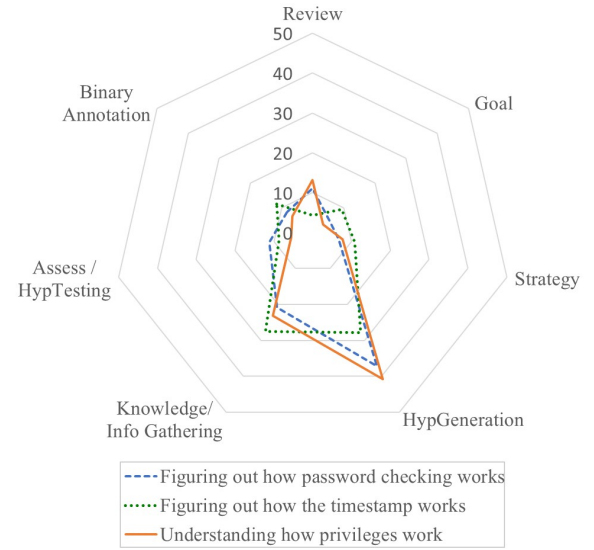 Review
50
Binary
Annotation
40
Goal
30
20
10
0
Assess /
HypTesting
Strategy
Knowledge/
Info Gathering
HypGeneration
Figuring out how password checking works
Figuring out how the timestamp works
Understanding how privileges work